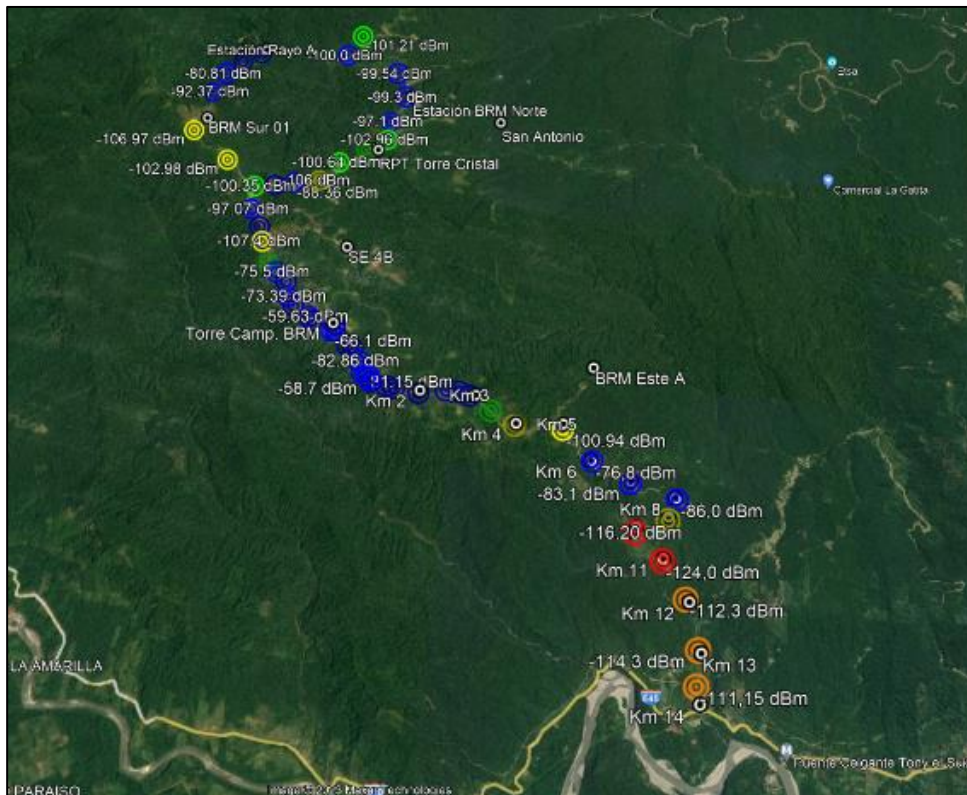 Estación Rayo A
-101.21 dBm
-100.0 dBm
-80.81 dBm
-99.54 dBm
-92.37 dBm
-99.3 dBm
Estación BRM Norte
BRM Sur 01
-97.1 dBm
San Antonio
-106.97 dBm
-102.96 dBm
-102.98 dBm
-100.61 dBm
RPT Torre Cristal
-100.35 dBm
-106 dBm
-88.36 dBm
Comercial La Gatita
-97.07 dBm
-107.4 dBm
SE 4B
-75.5 dBm
-73.39 dBm
-59.63 dBm
Torre Camp. BRM
-66.1 dBm
-82.86 dBm
BRM Este A
dBm
Km 2
Km 3
Km 4
Km 5
-100.94 dBm
Km 6
-76.8 dBm
-83.1 dBm
Km 8
-86,0 dBm
-116.20 dBm
Km 11
-124,0 dBm
Km 12
-112.3 dBm
-114.3 dBm
Km 13
LA AMARILLA
-111,15 dBm
Km 14
PARAISO